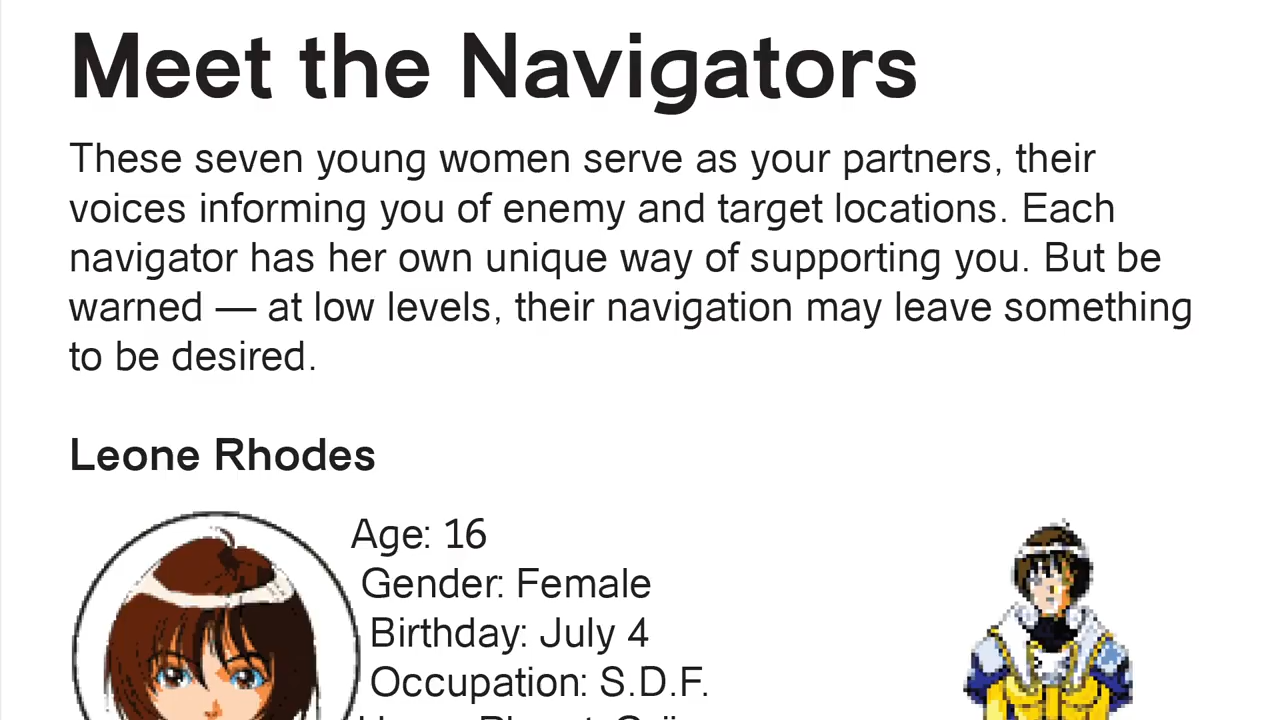 Meet the Navigators
These seven young women serve as your partners, their
voices informing you of enemy and target locations. Each
navigator has her own unique way of supporting you. But be
warned — at low levels, their navigation may leave something
to be desired.
Leone Rhodes
Age: 16
Gender: Female
Birthday: July 4
Occupation: S.D.F.